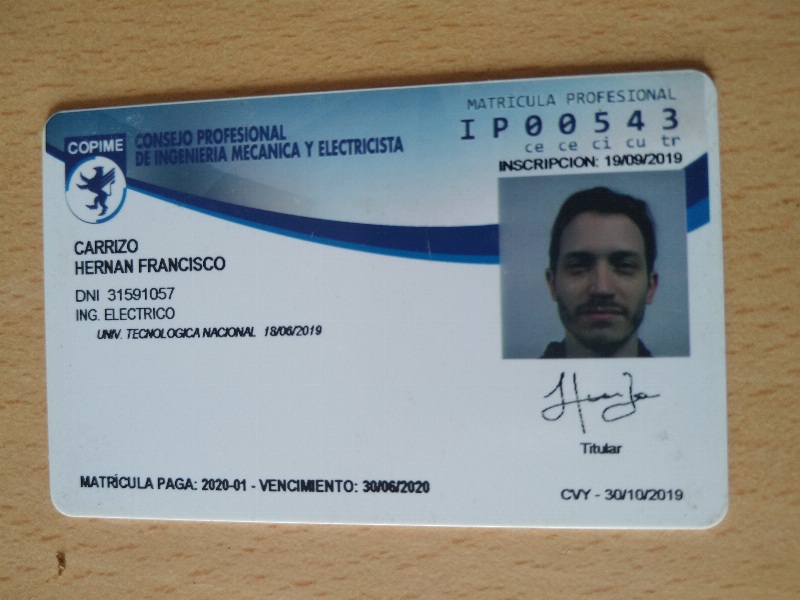 COPIME
CONSEJO PROFESIONAL
DE INGENIERIA MECANICA Y ELECTRICISTA
MATRÍCULA PROFESIONAL
IP00543
ce ce ci cu tr
INSCRIPCION: 19/09/2019
CARRIZO
HERNAN FRANCISCO
DNI 31591057
ING. ELECTRICO
UNIV. TECNOLOGICA NACIONAL 18/06/2019
Titular
MATRÍCULA PAGA: 2020-01 - VENCIMIENTO: 30/06/2020
CVY - 30/10/2019